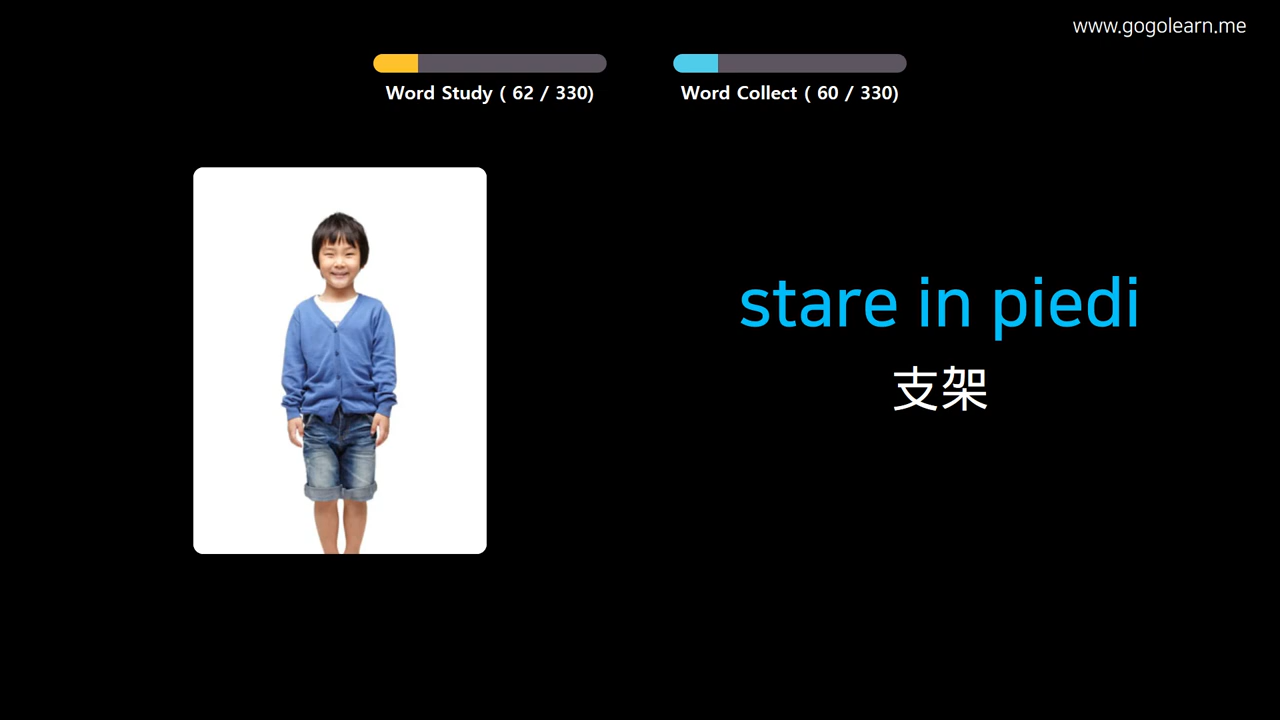 www.gogolearn.me
Word Study ( 62 / 330)
Word Collect ( 60 / 330)
stare in piedi
支架